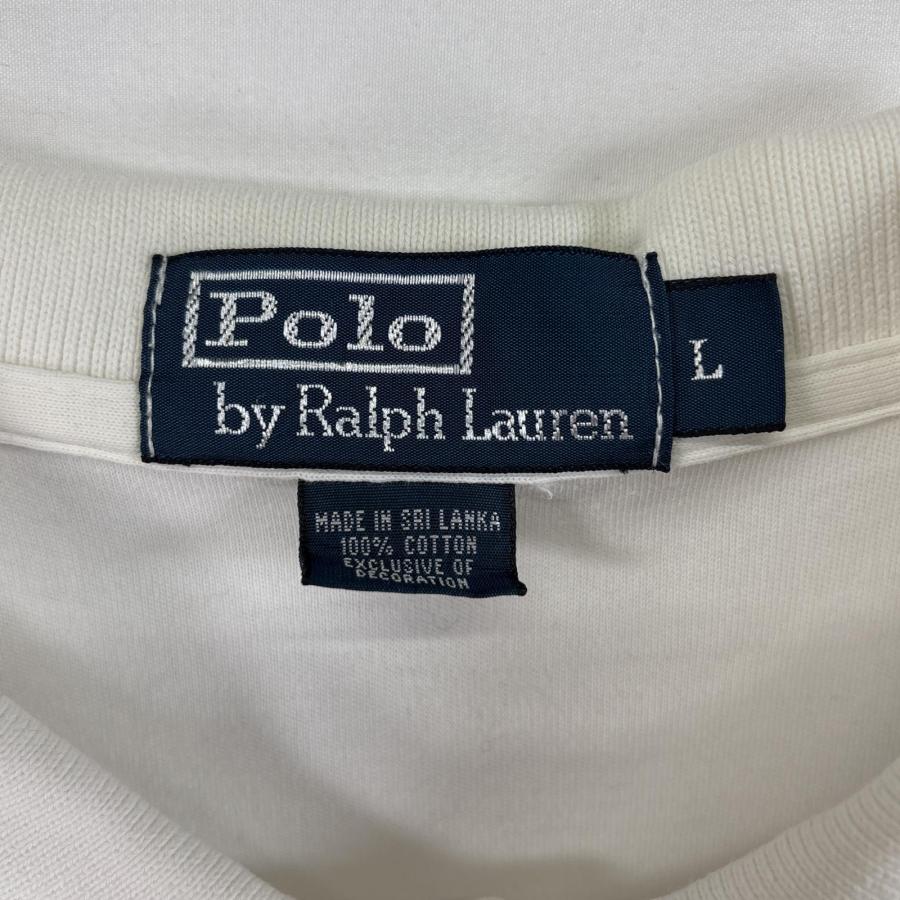 Polo
by Ralph Lauren
L
MADE IN SRI LANKA
100% COTTON
EXCLUSIVE OF
DECORATION